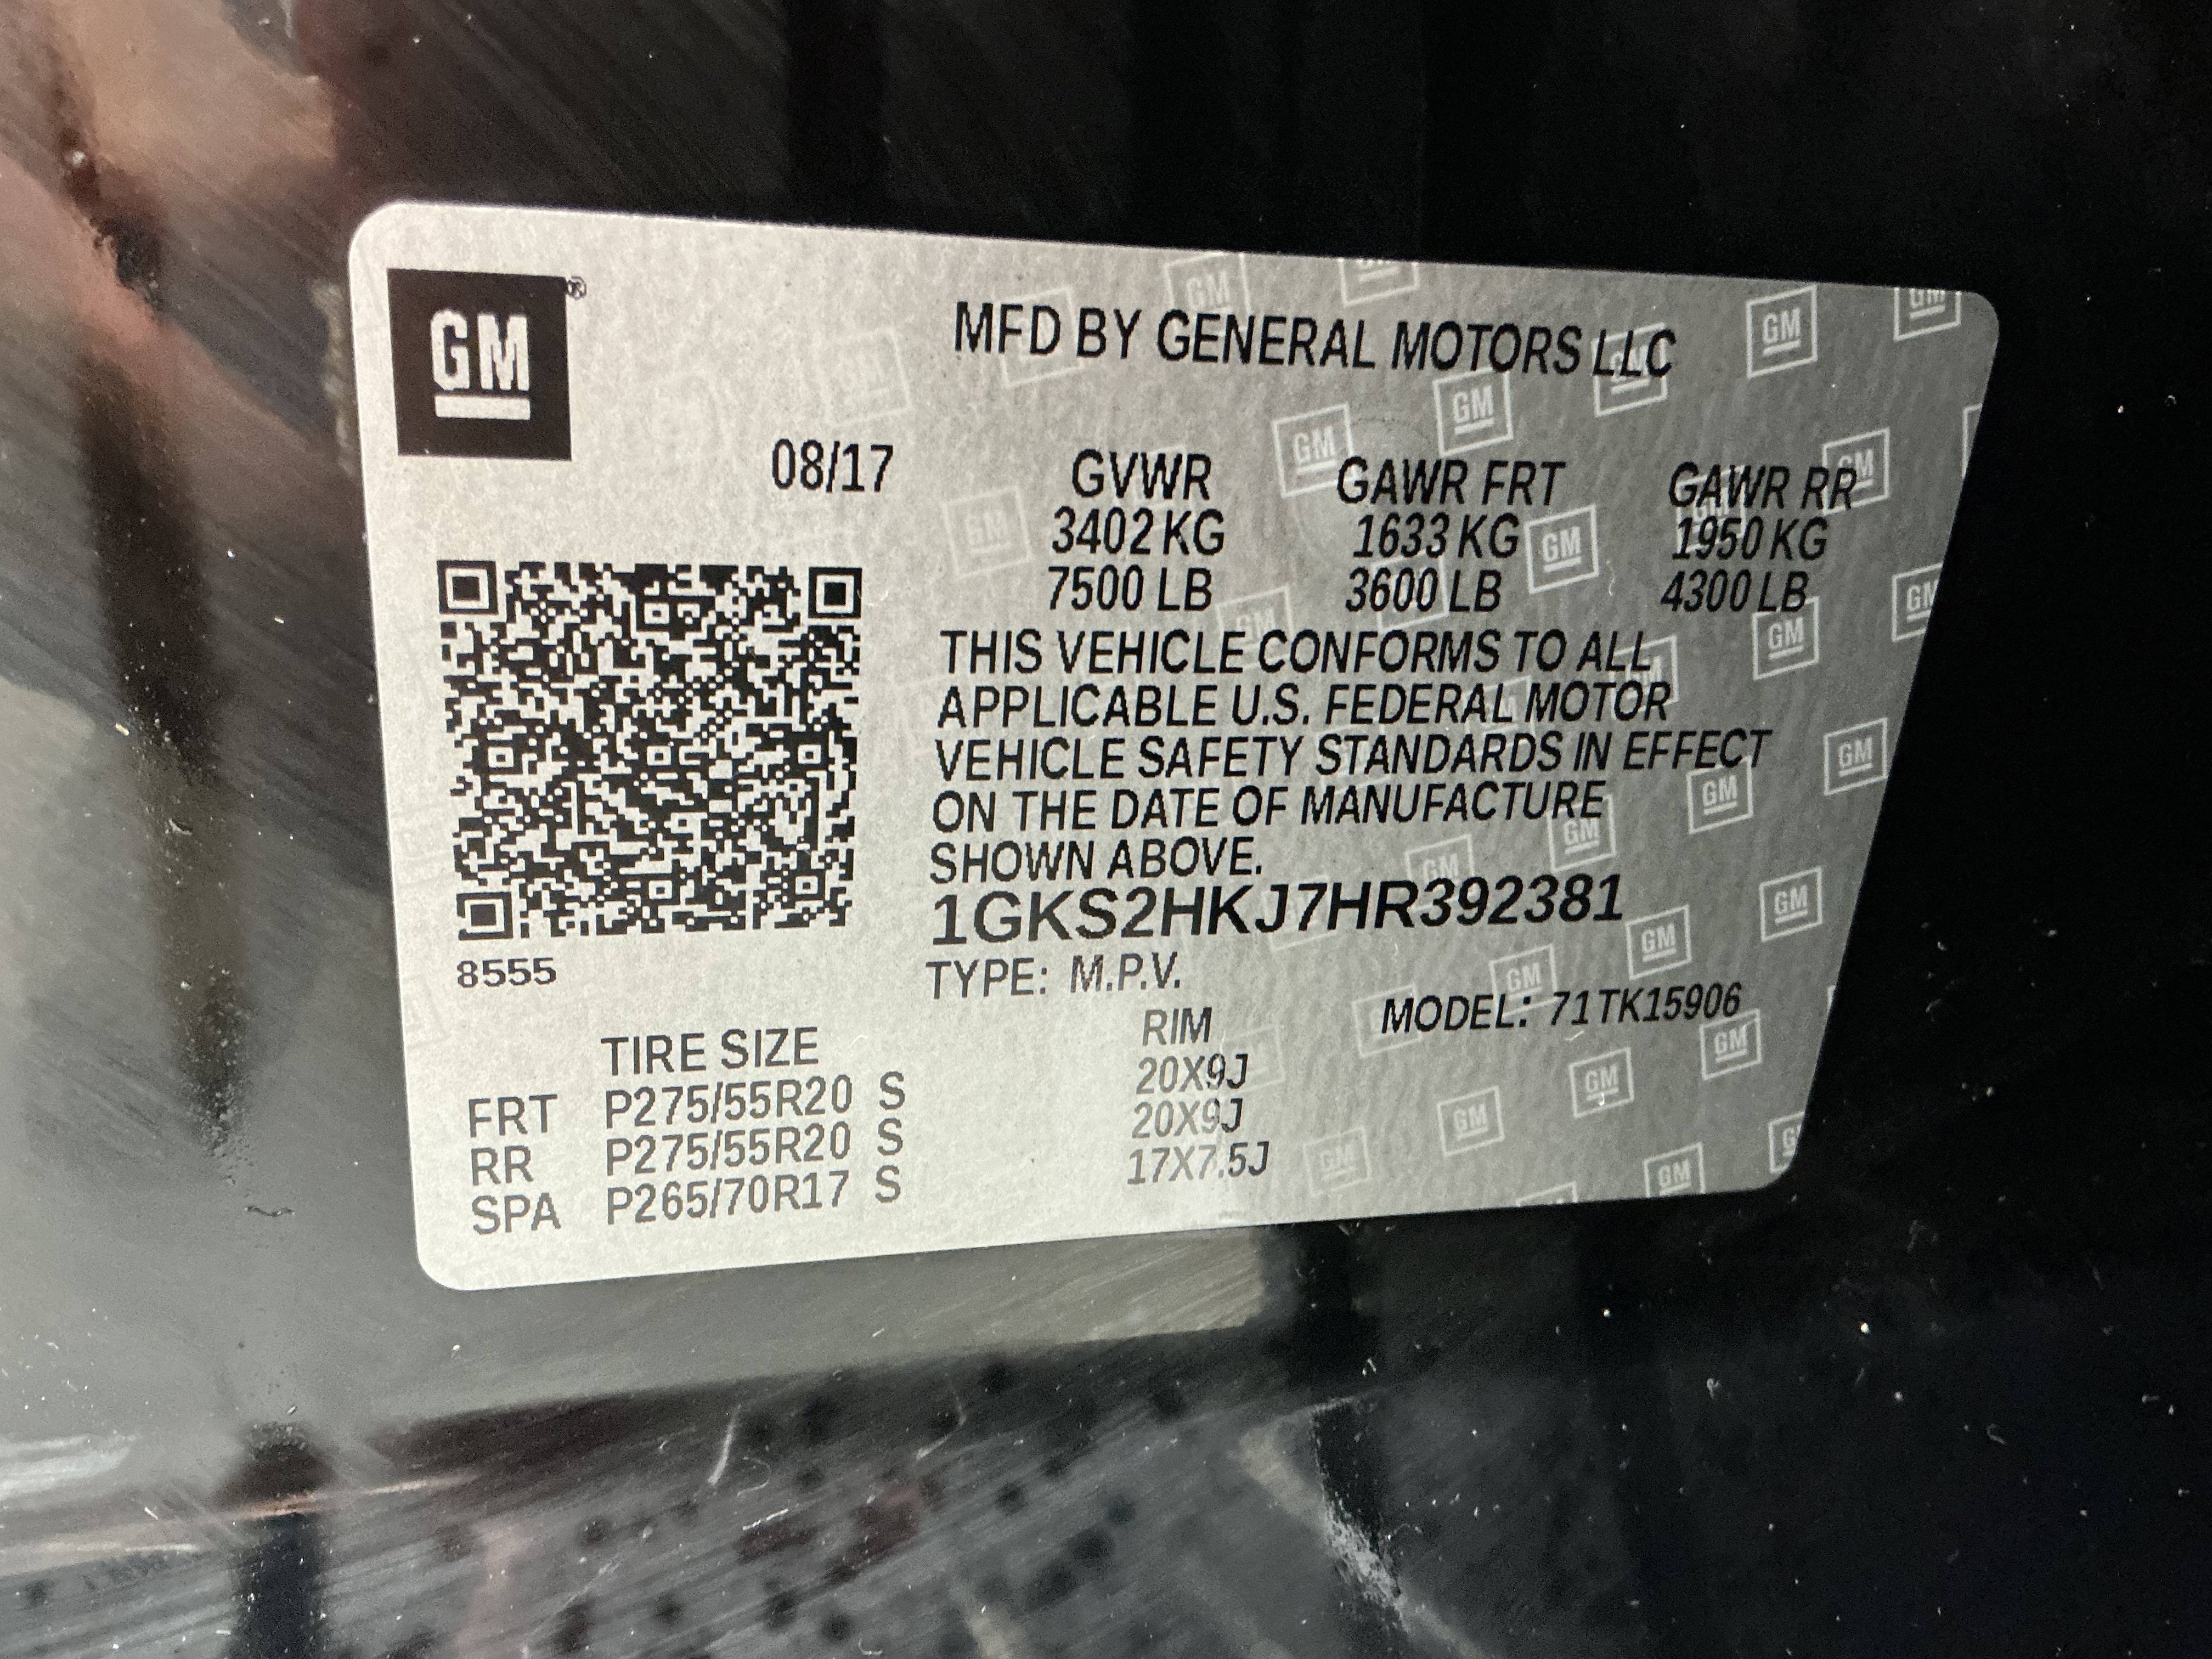 GM®
MFD BY GENERAL MOTORS LLC
08/17
GVWR GAWR FRT GAWR RR
3402 KG 1633 KG 1950 KG
7500 LB 3600 LB 4300 LB
THIS VEHICLE CONFORMS TO ALL
APPLICABLE U.S. FEDERAL MOTOR
VEHICLE SAFETY STANDARDS IN EFFECT
ON THE DATE OF MANUFACTURE
SHOWN ABOVE.
1GKS2HKJ7HR392381
8555
TYPE: M.P.V.
MODEL: 71TK15906
TIRE SIZE RIM
FRT P275/55R20 S 20X9J
RR P275/55R20 S 20X9J
SPA P265/70R17 S 17X7.5J